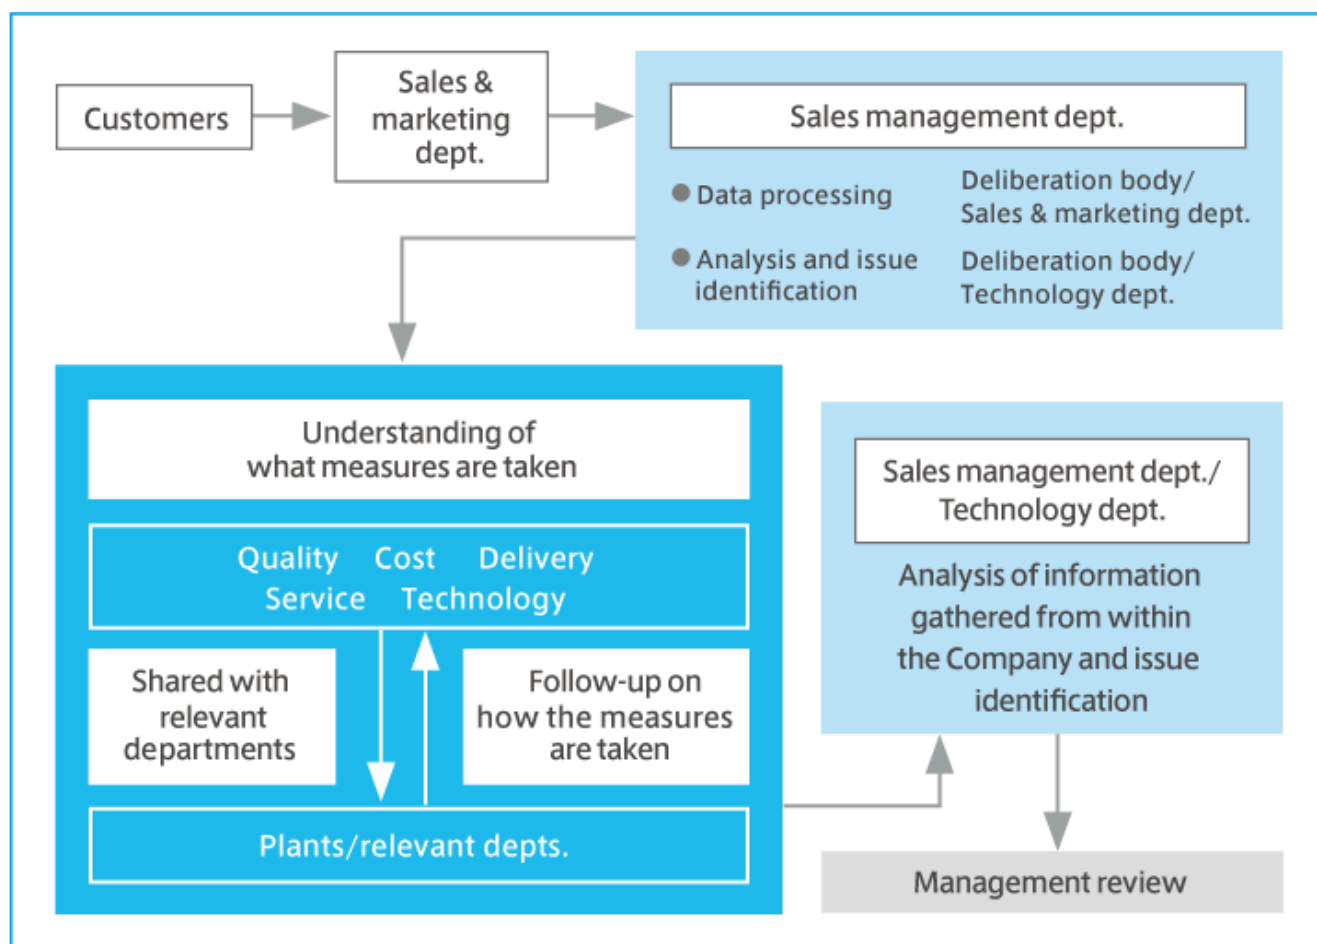 Customers
Sales &
marketing
dept.
Sales management dept.
Data processing
Deliberation body/
Sales & marketing dept.
Analysis and issue
identification
Deliberation body/
Technology dept.
Understanding of
what measures are taken
Quality Cost Delivery
Service Technology
Shared with
relevant
departments
Follow-up on
how the measures
are taken
Plants/relevant depts.
Sales management dept./
Technology dept.
Analysis of information
gathered from within
the Company and issue
identification
Management review